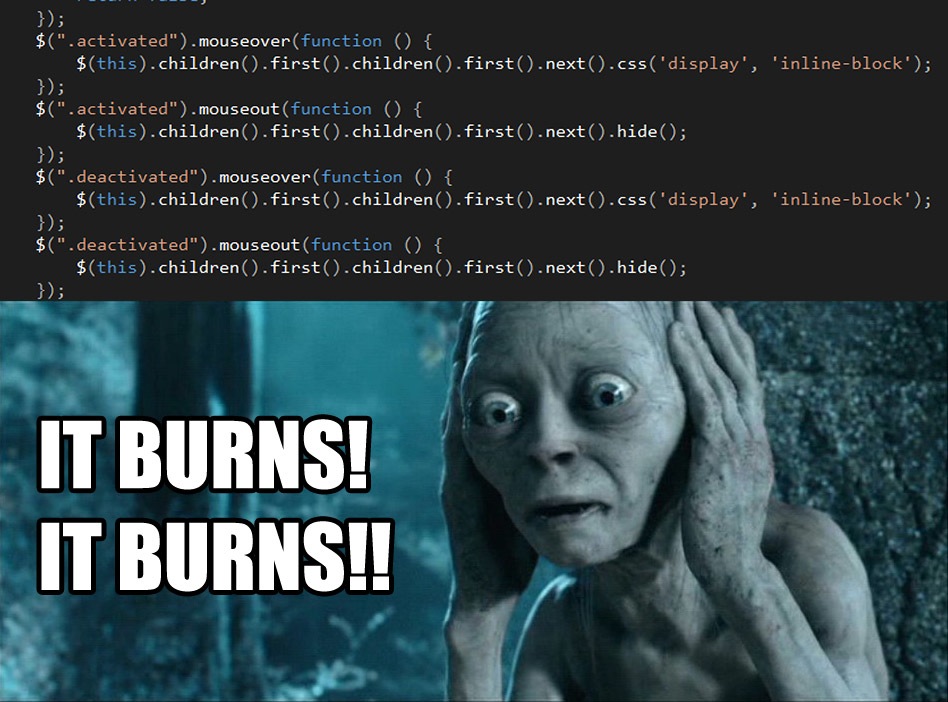 return false;
});
$(".activated").mouseover(function () {
$(this).children().first().children().first().next().css('display', 'inline-block');
});
$(".activated").mouseout(function () {
$(this).children().first().children().first().next().hide();
});
$(".deactivated").mouseover(function () {
$(this).children().first().children().first().next().css('display', 'inline-block');
});
$(".deactivated").mouseout(function () {
$(this).children().first().children().first().next().hide();
});
IT BURNS!
IT BURNS!!